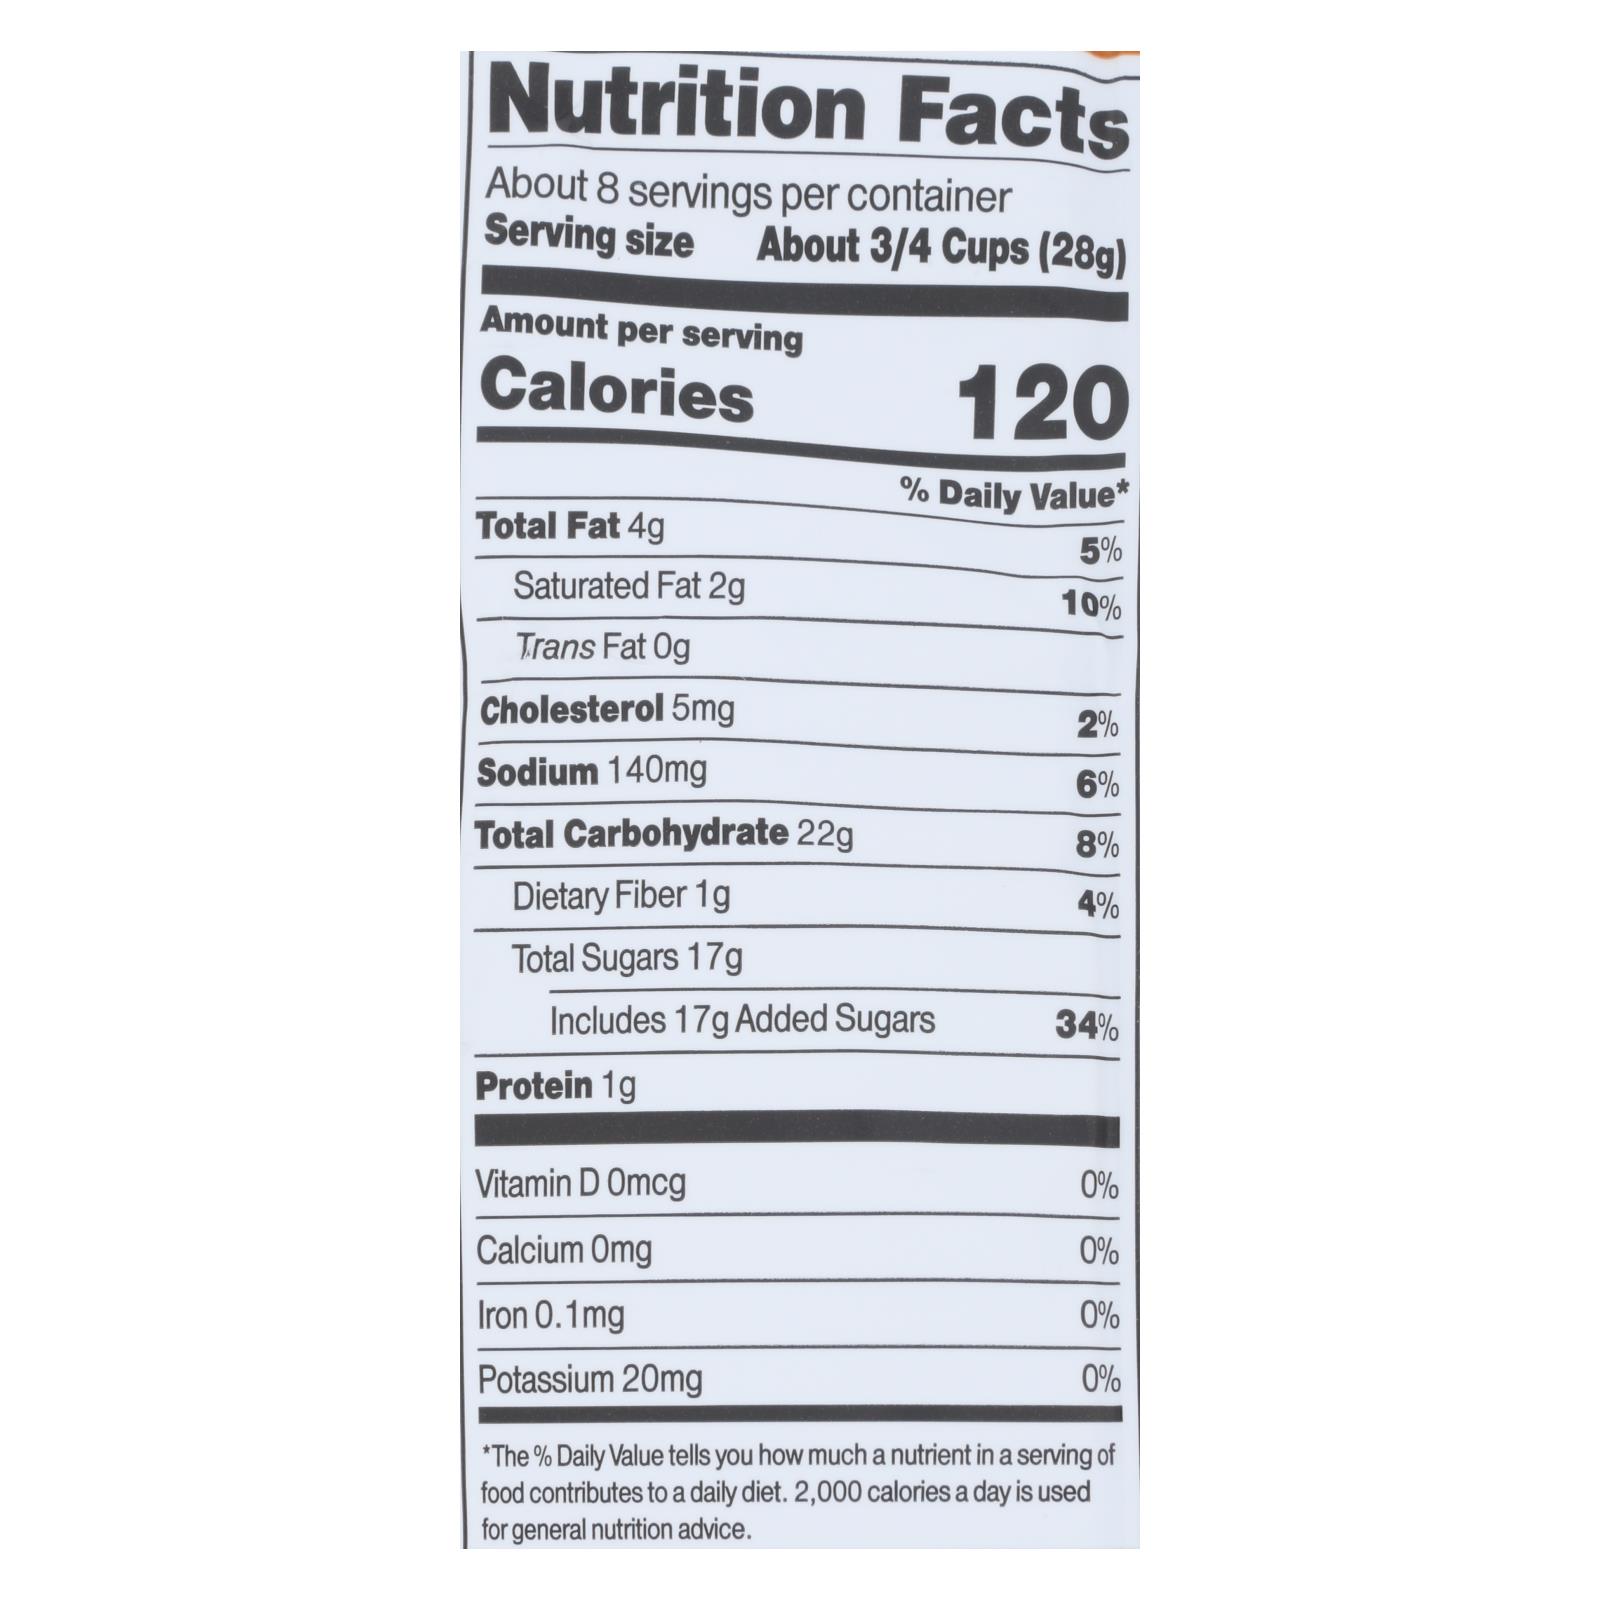 Nutrition Facts
About 8 servings per container
Serving size About 3/4 Cups (28g)
Amount per serving
Calories 120
% Daily Value*
Total Fat 4g 5%
Saturated Fat 2g 10%
Trans Fat 0g
Cholesterol 5mg 2%
Sodium 140mg 6%
Total Carbohydrate 22g 8%
Dietary Fiber 1g 4%
Total Sugars 17g
Includes 17g Added Sugars 34%
Protein 1g
Vitamin D 0mcg 0%
Calcium 0mg 0%
Iron 0.1mg 0%
Potassium 20mg 0%
*The % Daily Value tells you how much a nutrient in a serving of
food contributes to a daily diet. 2,000 calories a day is used
for general nutrition advice.